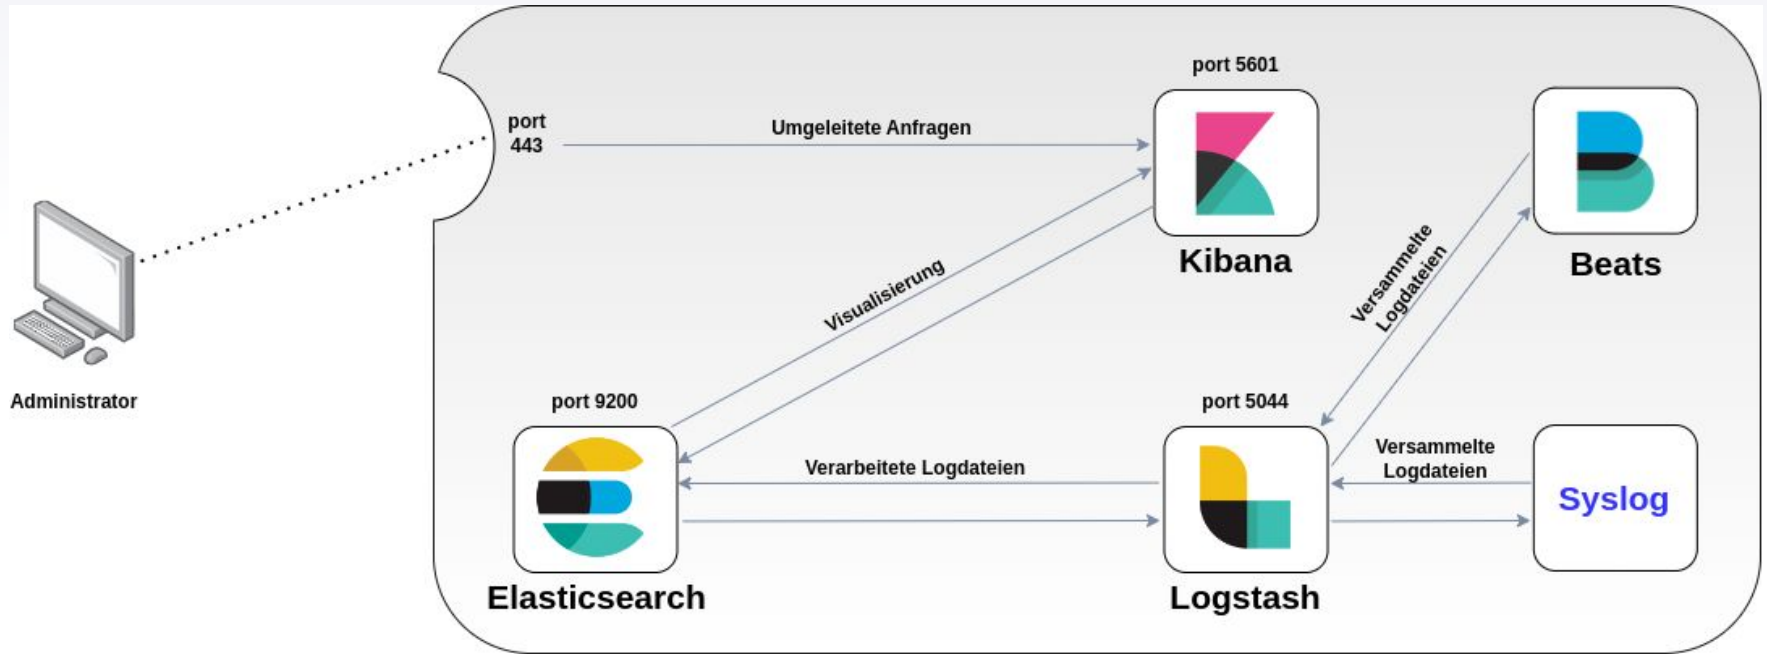 port 5601
port
443
Umgeleitete Anfragen
Kibana
Beats
Versammelte
Logdateien
Visualisierung
Administrator
port 9200
port 5044
Verarbeitete Logdateien
Versammelte
Logdateien
Syslog
Elasticsearch
Logstash